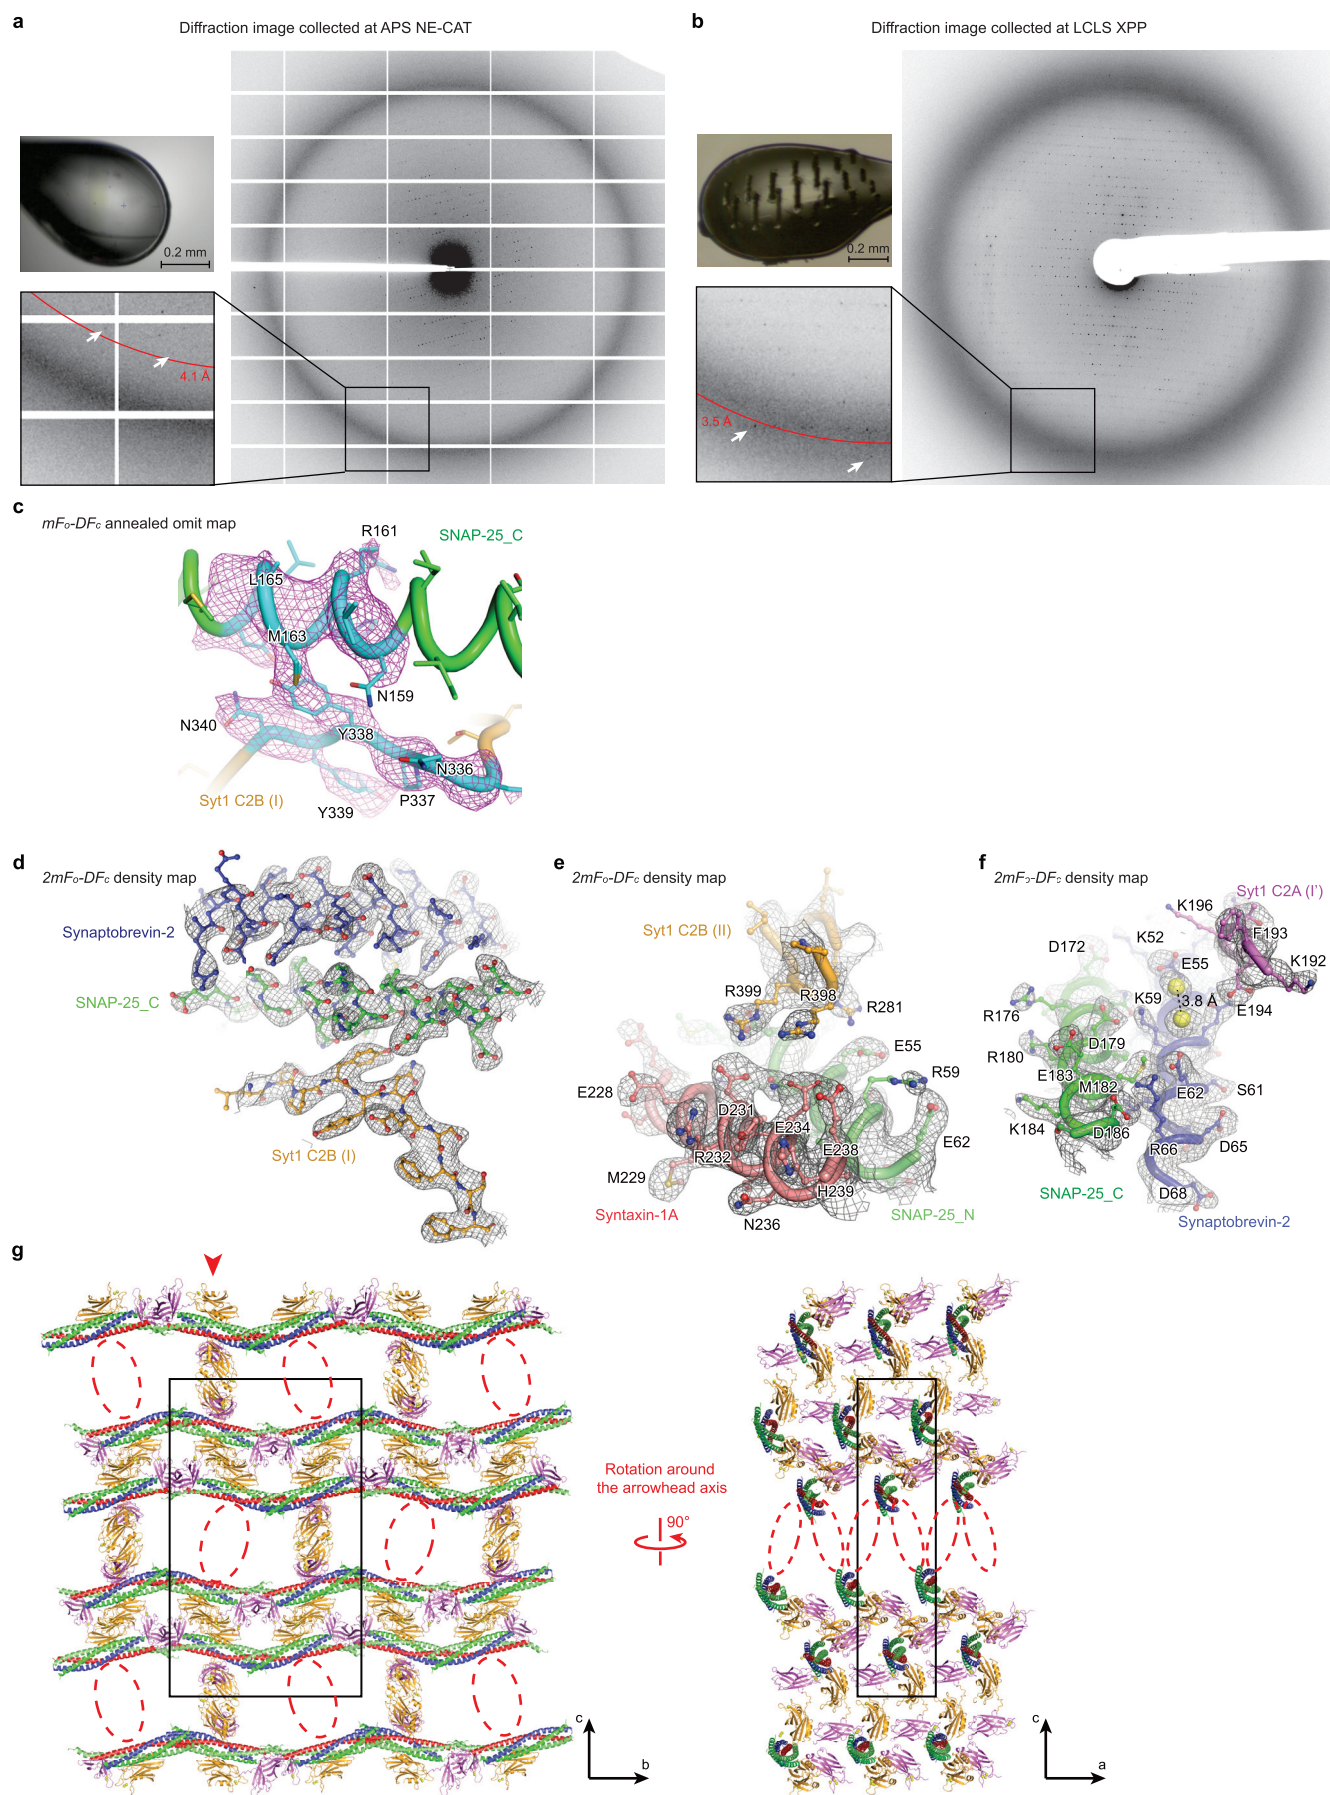 a
Diffraction image collected at APS NE-CAT
0.2 mm
4.1 Å
b
Diffraction image collected at LCLS XPP
0.2 mm
3.5 Å
c
mFo-DFc annealed omit map
R161
SNAP-25_C
L165
M163
N159
N340
Y338
N336
Syt1 C2B (I)
P337
Y339
d
2mFo-DFc density map
Synaptobrevin-2
SNAP-25_C
Syt1 C2B (I)
e
2mFo-DFc density map
Syt1 C2B (II)
R399
R398
R281
E55
R59
E228
D231
E234
E62
R232
E238
M229
H239
Syntaxin-1A
N236
SNAP-25_N
f
2mFo-DFc density map
Syt1 C2A (I’)
K196
F193
K52
D172
K192
E55
K59
3.8 Å
E194
R176
D179
R180
E183
M182
E62
S61
K184
D186
R66
D65
SNAP-25_C
D68
Synaptobrevin-2
g
Rotation around
the arrowhead axis
90°
c
b
c
a